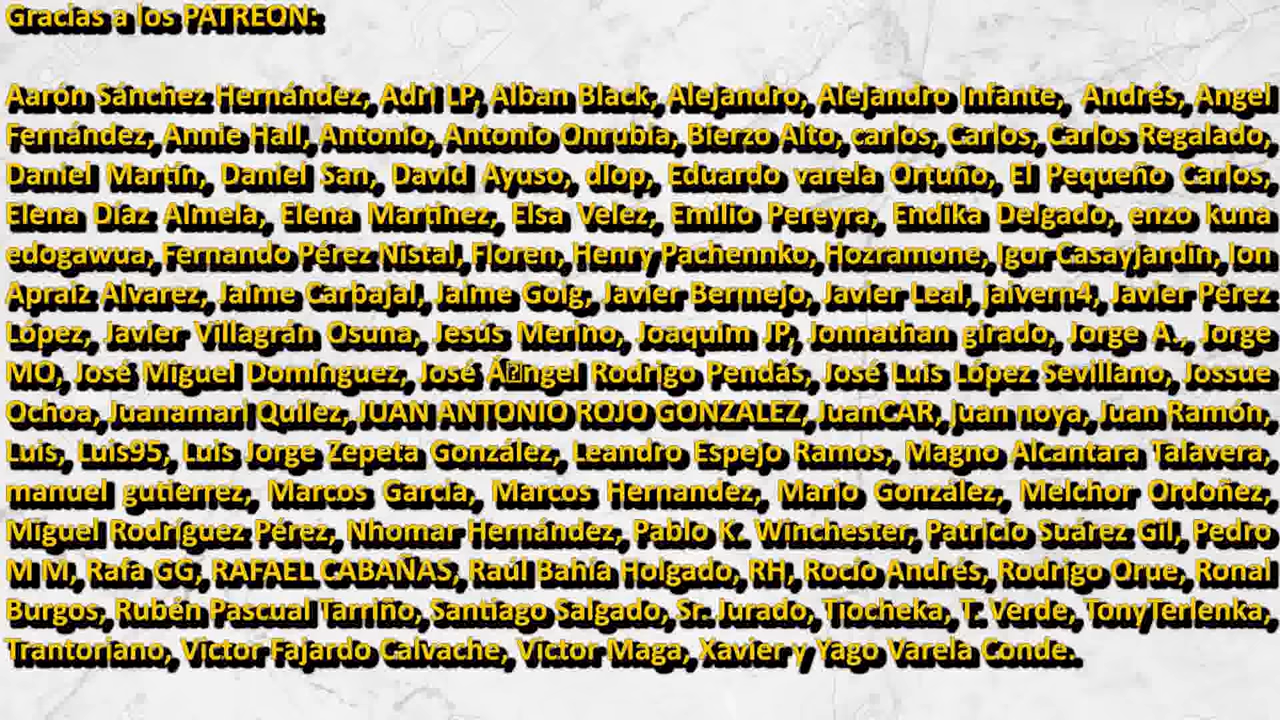 Gracias a los PATREON:
Aarón Sánchez Hernández, Adri LP, Alban Black, Alejandro, Alejandro Infante, Andrés, Angel
Fernández, Annie Hall, Antonio, Antonio Onrubia, Bierzo Alto, carlos, Carlos, Carlos Regalado,
Daniel Martín, Daniel San, David Ayuso, dlop, Eduardo varela Ortuño, El Pequeño Carlos,
Elena Díaz Almela, Elena Martinez, Elsa Velez, Emilio Pereyra, Endika Delgado, enzo kuna
edogawua, Fernando Pérez Nistal, Floren, Henry Pachennko, Hozramone, Igor Casayjardin, Ion
Apraiz Alvarez, Jaime Carbajal, Jaime Goig, Javier Bermejo, Javier Leal, jaivern4, Javier Pérez
López, Javier Villagrán Osuna, Jesús Merino, Joaquim JP, Jonnathan girado, Jorge A., Jorge
MO, José Miguel Domínguez, José Á�ngel Rodrigo Pendás, José Luis López Sevillano, Jossue
Ochoa, Juanamari Quilez, JUAN ANTONIO ROJO GONZALEZ, JuanCAR, juan noya, Juan Ramón,
Luis, Luis95, Luis Jorge Zepeta González, Leandro Espejo Ramos, Magno Alcantara Talavera,
manuel gutierrez, Marcos García, Marcos Hernandez, Mario González, Melchor Ordoñez,
Miguel Rodríguez Pérez, Nhomar Hernández, Pablo K. Winchester, Patricio Suárez Gil, Pedro
M M, Rafa GG, RAFAEL CABAÑAS, Raúl Bahía Holgado, RH, Rocío Andrés, Rodrigo Orue, Ronal
Burgos, Rubén Pascual Tarriño, Santiago Salgado, Sr. Jurado, Tiocheka, T. Verde, TonyTerlenka,
Trantoriano, Victor Fajardo Calvache, Victor Maga, Xavier y Yago Varela Conde.